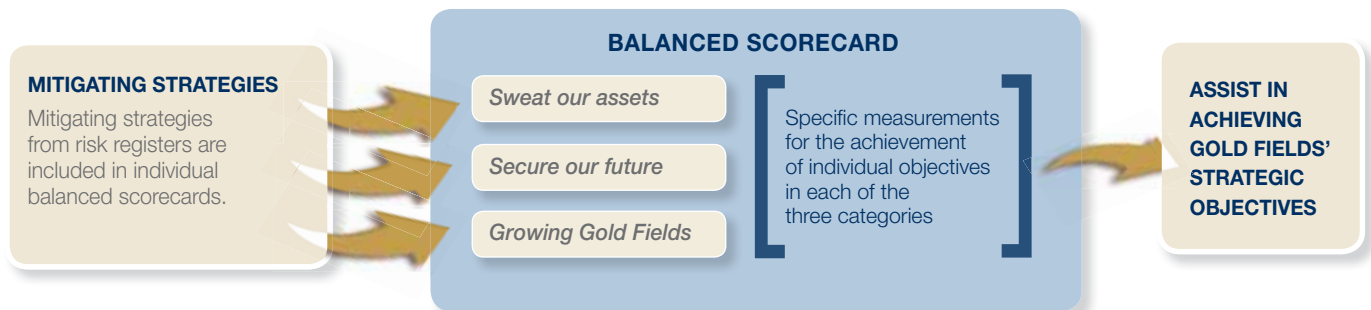 MITIGATING STRATEGIES
Mitigating strategies
from risk registers are
included in individual
balanced scorecards.
BALANCED SCORECARD
Sweat our assets
Secure our future
Growing Gold Fields
Specific measurements
for the achievement
of individual objectives
in each of the
three categories
ASSIST IN
ACHIEVING
GOLD FIELDS’
STRATEGIC
OBJECTIVES